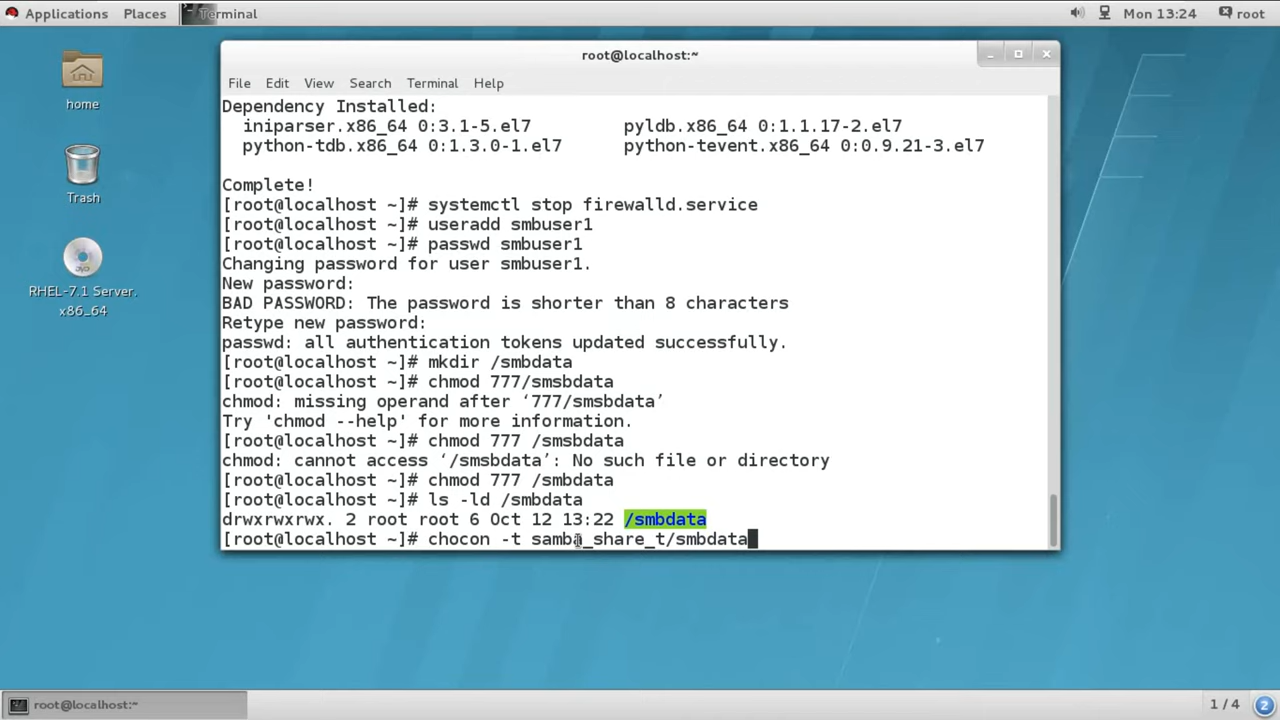 Applications Places Terminal Mon 13:24 root
home
Trash
RHEL-7.1 Server.
x86_64
root@localhost:~
File Edit View Search Terminal Help
Dependency Installed:
iniparser.x86_64 0:3.1-5.el7 pyldb.x86_64 0:1.1.17-2.el7
python-tdb.x86_64 0:1.3.0-1.el7 python-tevent.x86_64 0:0.9.21-3.el7
Complete!
[root@localhost ~]# systemctl stop firewalld.service
[root@localhost ~]# useradd smbuser1
[root@localhost ~]# passwd smbuser1
Changing password for user smbuser1.
New password:
BAD PASSWORD: The password is shorter than 8 characters
Retype new password:
passwd: all authentication tokens updated successfully.
[root@localhost ~]# mkdir /smbdata
[root@localhost ~]# chmod 777/smsbdata
chmod: missing operand after ‘777/smsbdata’
Try 'chmod --help' for more information.
[root@localhost ~]# chmod 777 /smsbdata
chmod: cannot access ‘/smsbdata’: No such file or directory
[root@localhost ~]# chmod 777 /smbdata
[root@localhost ~]# ls -ld /smbdata
drwxrwxrwx. 2 root root 6 Oct 12 13:22 /smbdata
[root@localhost ~]# chocon -t samba_share_t/smbdata
root@localhost:~ 1 / 4 2